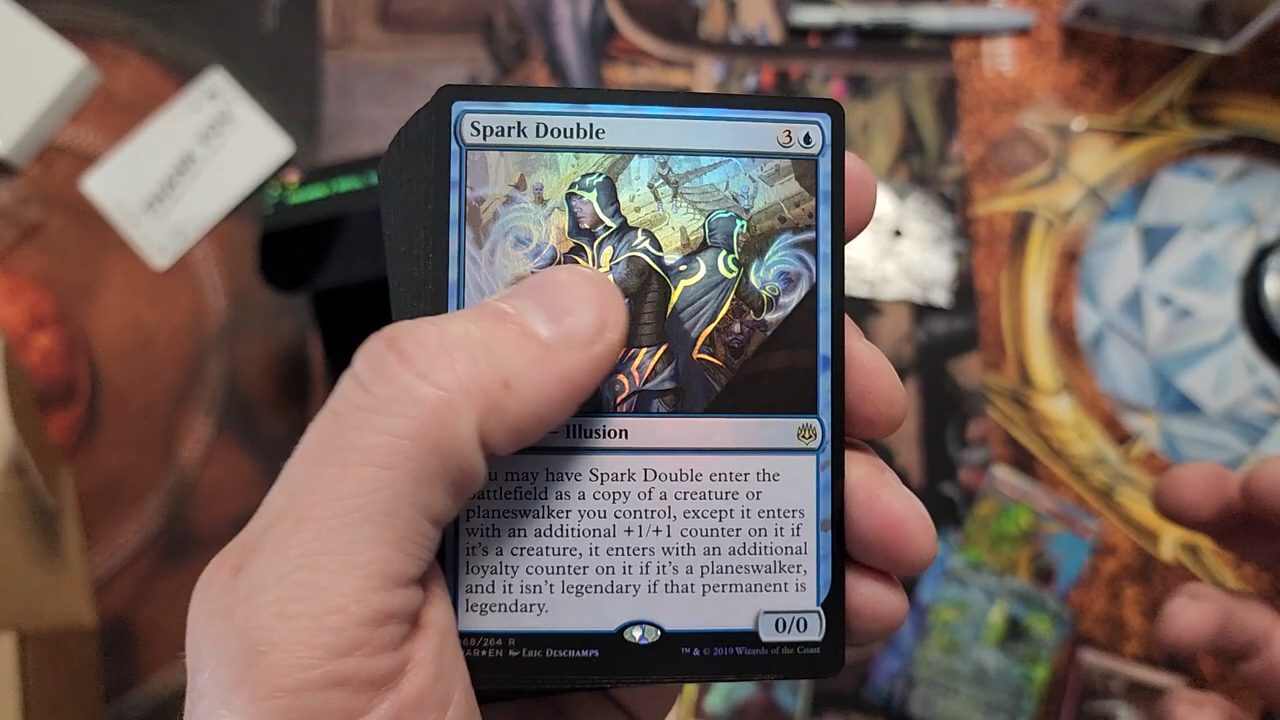 Spark Double 3
– Illusion
u may have Spark Double enter the
battlefield as a copy of a creature or
planeswalker you control, except it enters
with an additional +1/+1 counter on it if
it's a creature, it enters with an additional
loyalty counter on it if it's a planeswalker,
and it isn't legendary if that permanent is
legendary.
0/0
68/264 R
WAR★EN Eric Deschamps ™ & © 2019 Wizards of the Coast